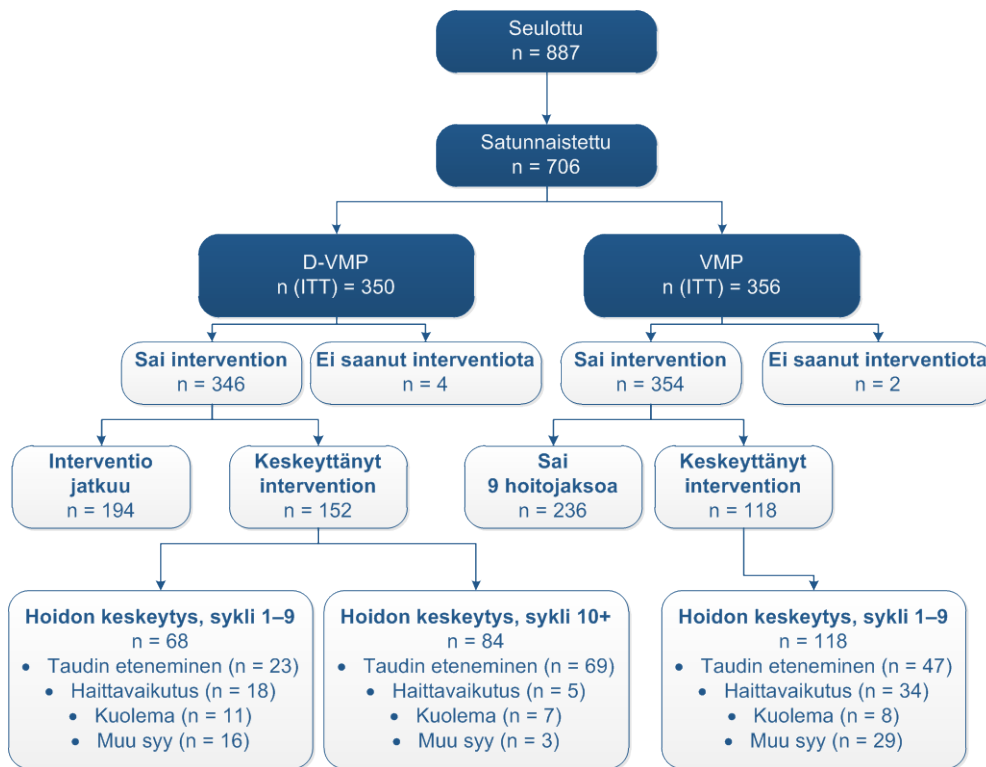 Seulottu
n = 887
Satunnaistettu
n = 706
D-VMP
n (ITT) = 350
VMP
n (ITT) = 356
Sai intervention
n = 346
Ei saanut interventiota
n = 4
Sai intervention
n = 354
Ei saanut interventiota
n = 2
Interventio
jatkuu
n = 194
Keskeyttänyt
intervention
n = 152
Sai
9 hoitojaksoa
n = 236
Keskeyttänyt
intervention
n = 118
Hoidon keskeytys, sykli 1–9
n = 68
• Taudin eteneminen (n = 23)
• Haittavaikutus (n = 18)
• Kuolema (n = 11)
• Muu syy (n = 16)
Hoidon keskeytys, sykli 10+
n = 84
• Taudin eteneminen (n = 69)
• Haittavaikutus (n = 5)
• Kuolema (n = 7)
• Muu syy (n = 3)
Hoidon keskeytys, sykli 1–9
n = 118
• Taudin eteneminen (n = 47)
• Haittavaikutus (n = 34)
• Kuolema (n = 8)
• Muu syy (n = 29)